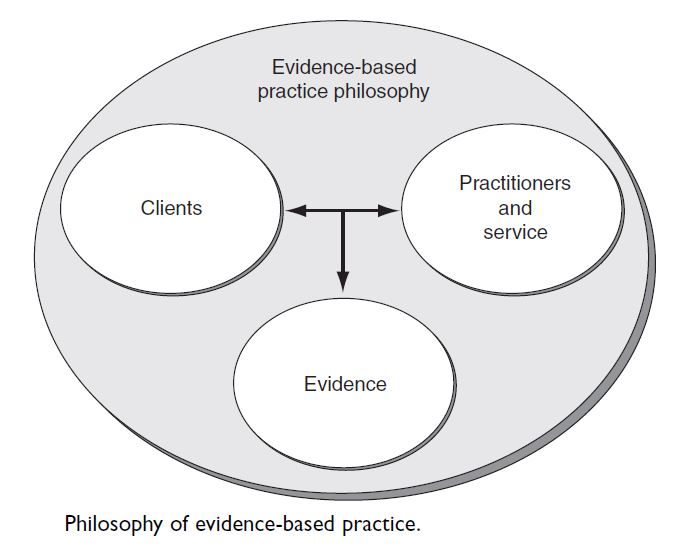 Evidence-based
practice philosophy
Clients
Practitioners
and
service
Evidence
Philosophy of evidence-based practice.